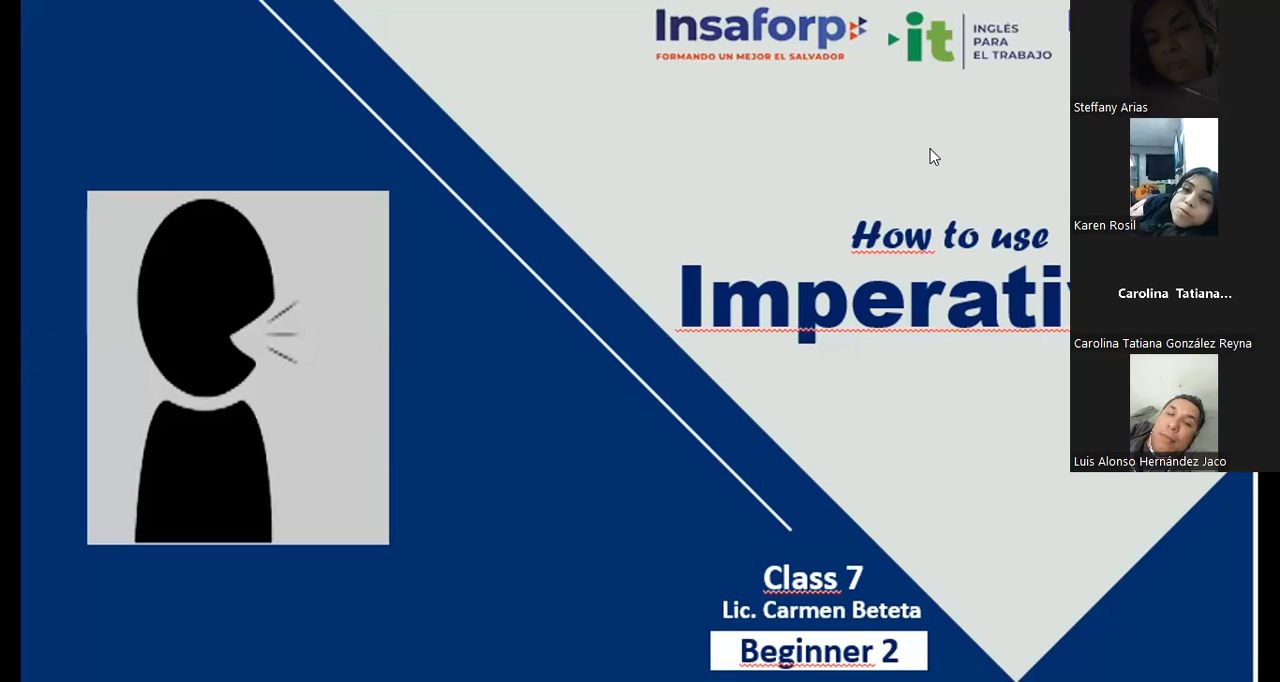 Insaforp
FORMANDO UN MEJOR EL SALVADOR
it
INGLÉS
PARA
EL TRABAJO
How to use
Imperati
Class 7
Lic. Carmen Beteta
Beginner 2
Steffany Arias
Karen Rosil
Carolina Tatiana...
Carolina Tatiana González Reyna
Luis Alonso Hernández Jaco